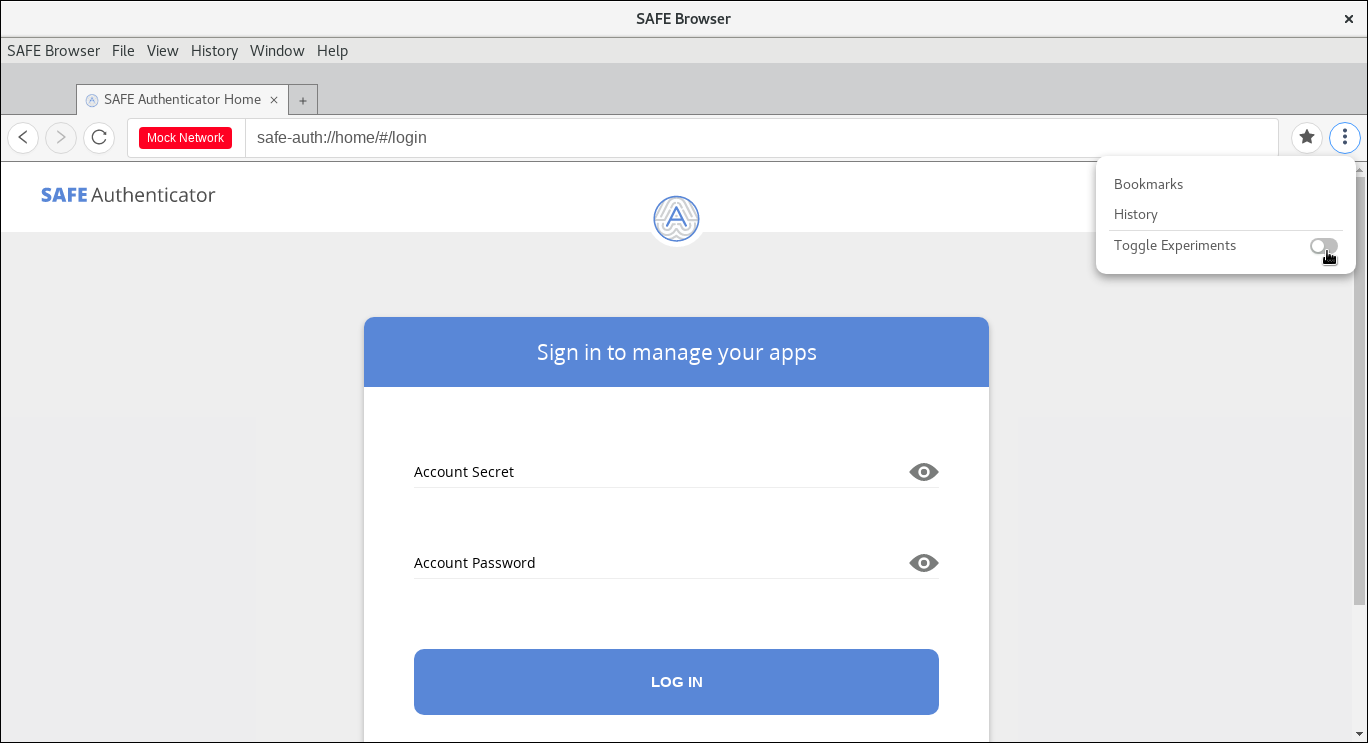 SAFE Browser
SAFE Browser File View History Window Help
SAFE Authenticator Home
Mock Network safe-auth://home/#/login
SAFE Authenticator
Bookmarks
History
Toggle Experiments
Sign in to manage your apps
Account Secret
Account Password
LOG IN